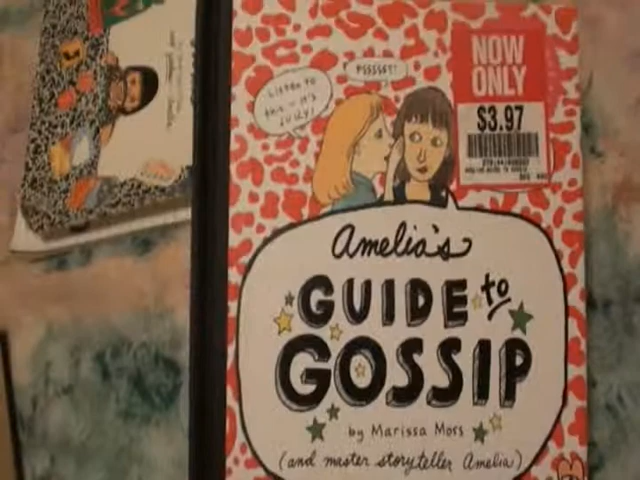 NOW
ONLY
$3.97
PSSSSST!
Listen to
this - it's
JUICY!
Amelia's
GUIDE to
GOSSIP
by Marissa Moss
(and master storyteller Amelia)